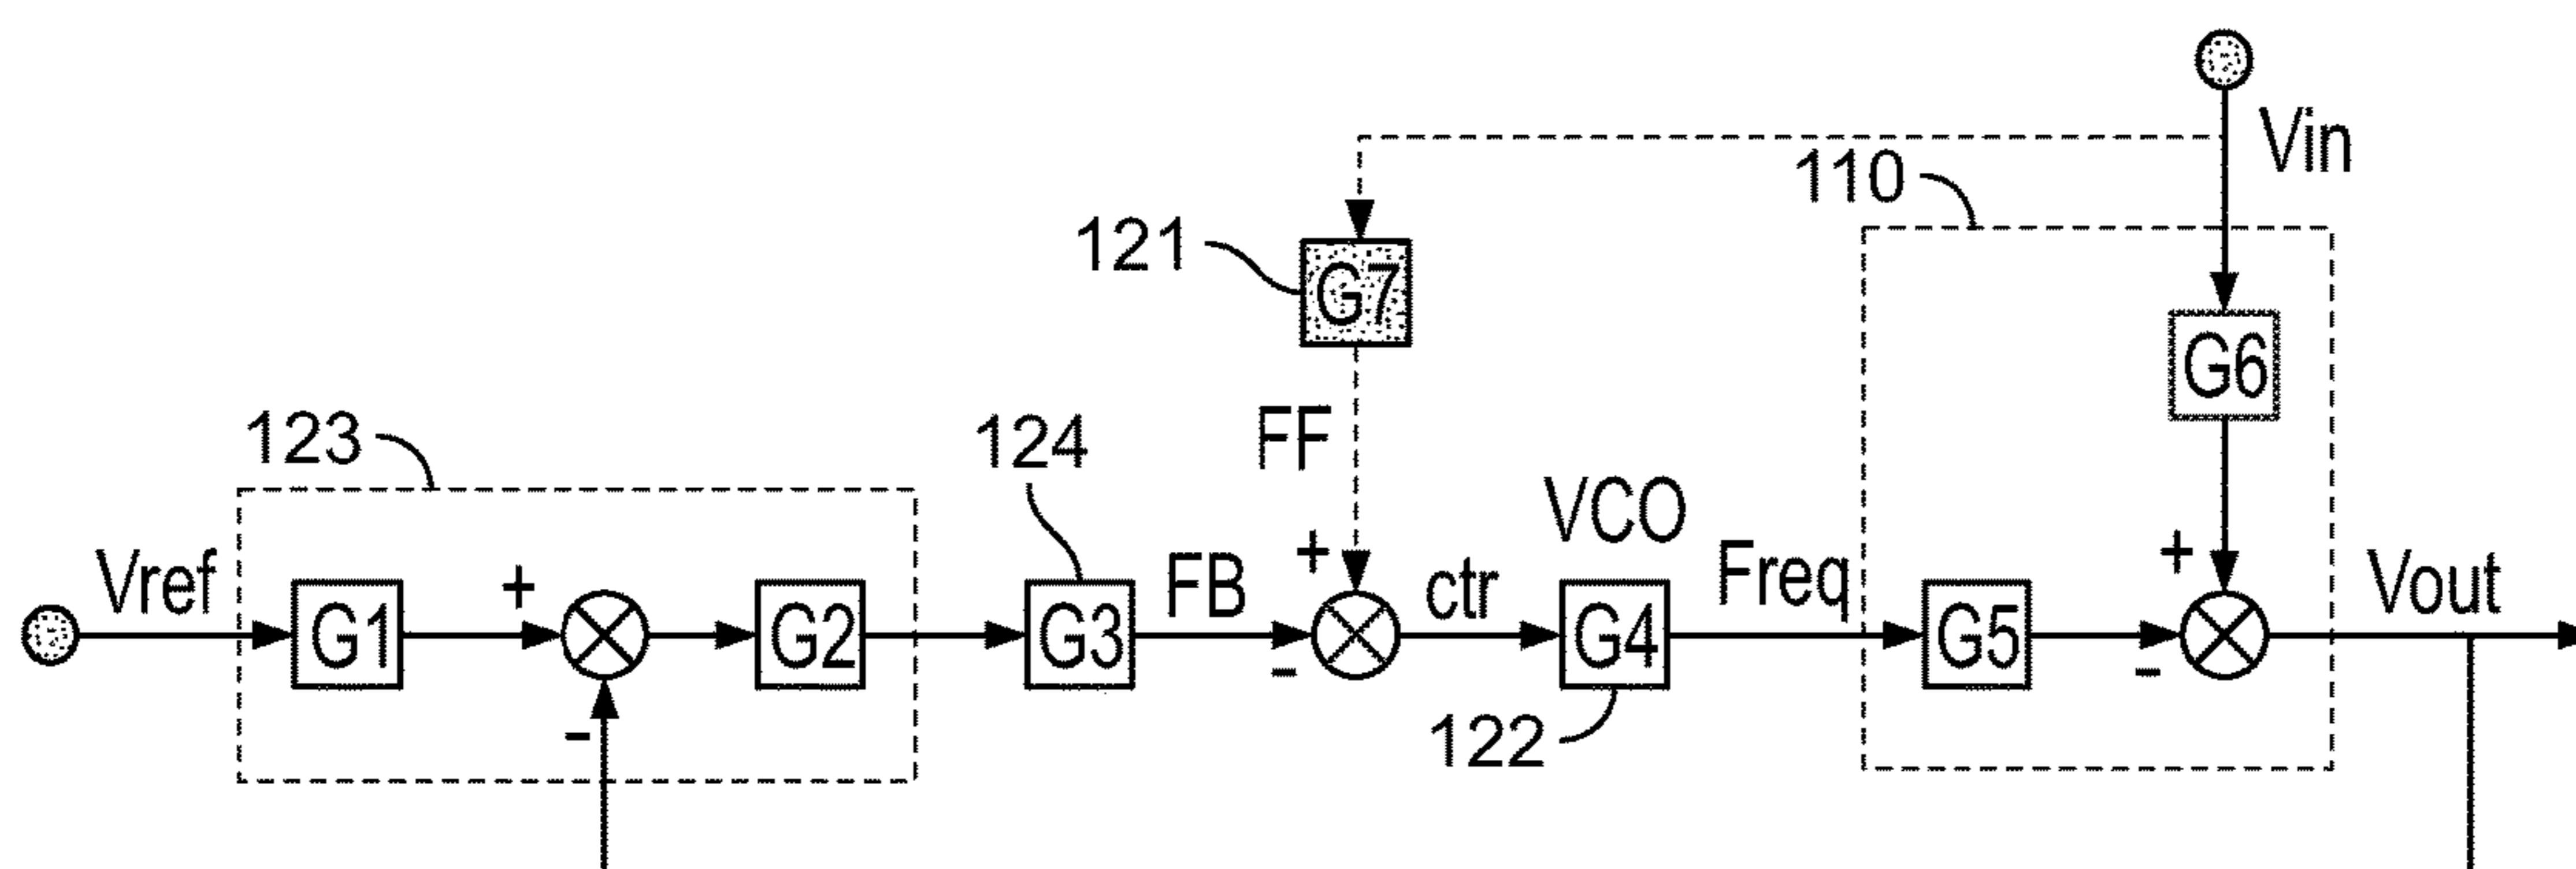 Vin
110
121
G7
G6
123
124
FF
VCO
Vref
G1
+
-
G2
G3
FB
+
-
ctr
G4
122
Freq
G5
+
-
Vout